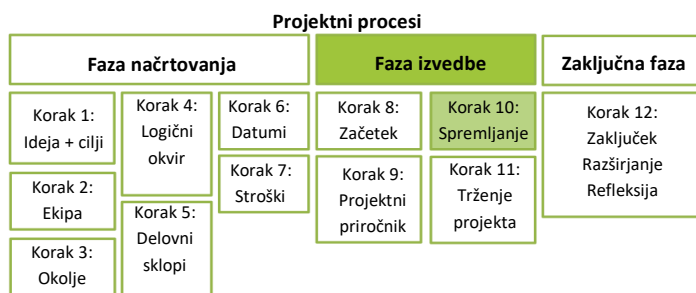 Projektni procesi
Faza načrtovanja
Faza izvedbe
Zaključna faza
Korak 1:
Ideja + cilji
Korak 2:
Ekipa
Korak 3:
Okolje
Korak 4:
Logični
okvir
Korak 5:
Delovni
sklopi
Korak 6:
Datumi
Korak 7:
Stroški
Korak 8:
Začetek
Korak 9:
Projektni
priročnik
Korak 10:
Spremljanje
Korak 11:
Trženje
projekta
Korak 12:
Zaključek
Razširjanje
Refleksija